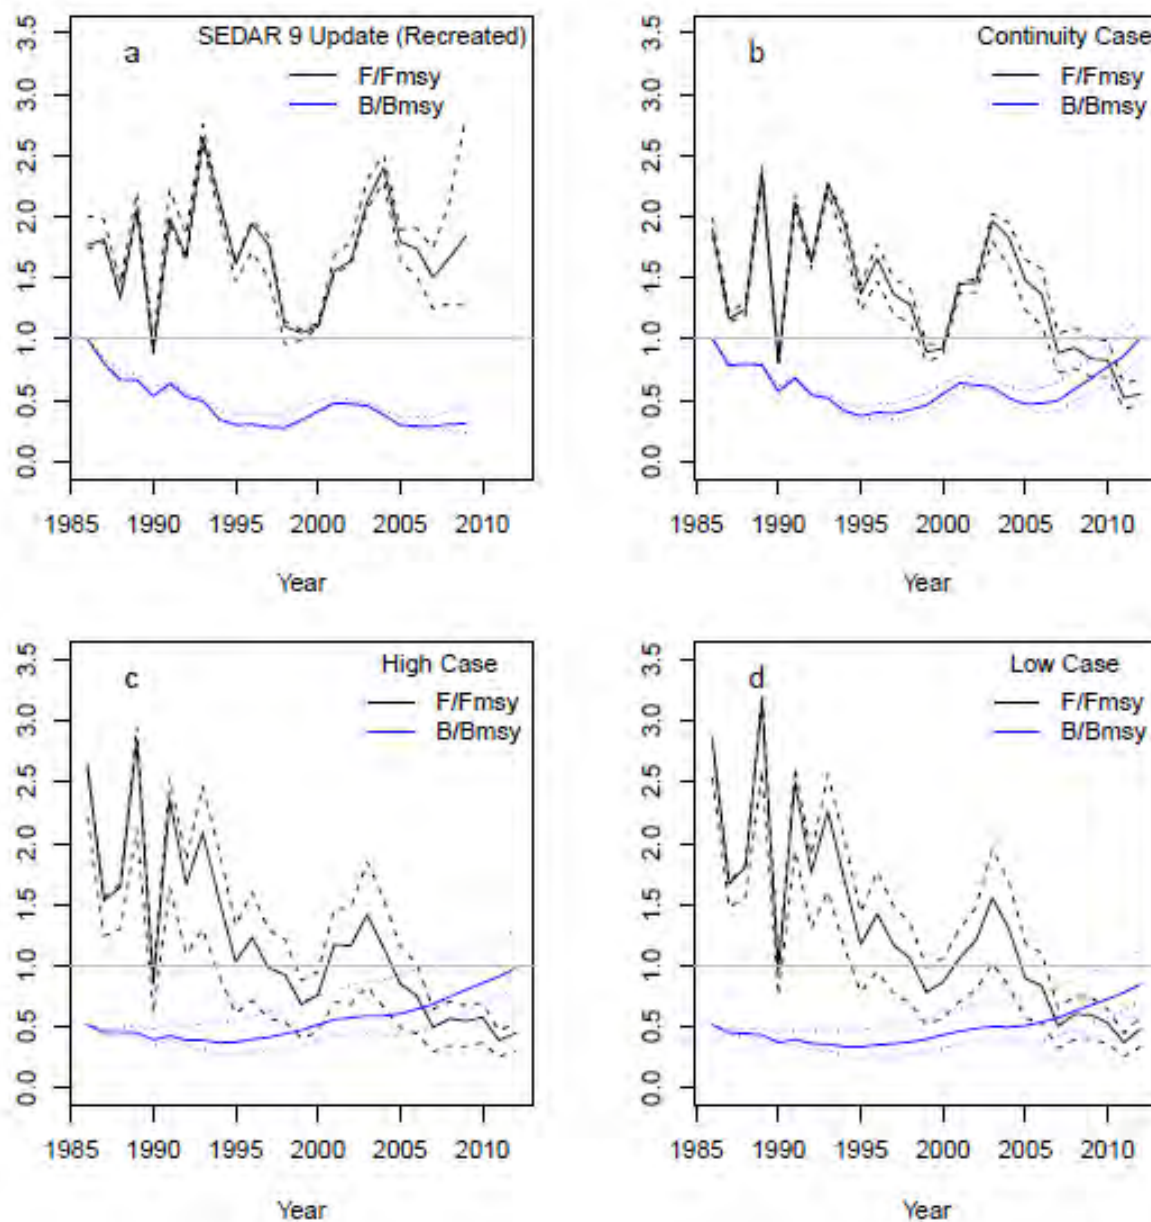 a
SEDAR 9 Update (Recreated)
F/Fmsy
B/Bmsy
3.5
3.0
2.5
2.0
1.5
1.0
0.5
0.0
1985 1990 1995 2000 2005 2010
Year
b
Continuity Case
F/Fmsy
B/Bmsy
3.5
3.0
2.5
2.0
1.5
1.0
0.5
0.0
1985 1990 1995 2000 2005 2010
Year
c
High Case
F/Fmsy
B/Bmsy
3.5
3.0
2.5
2.0
1.5
1.0
0.5
0.0
1985 1990 1995 2000 2005 2010
Year
d
Low Case
F/Fmsy
B/Bmsy
3.5
3.0
2.5
2.0
1.5
1.0
0.5
0.0
1985 1990 1995 2000 2005 2010
Year